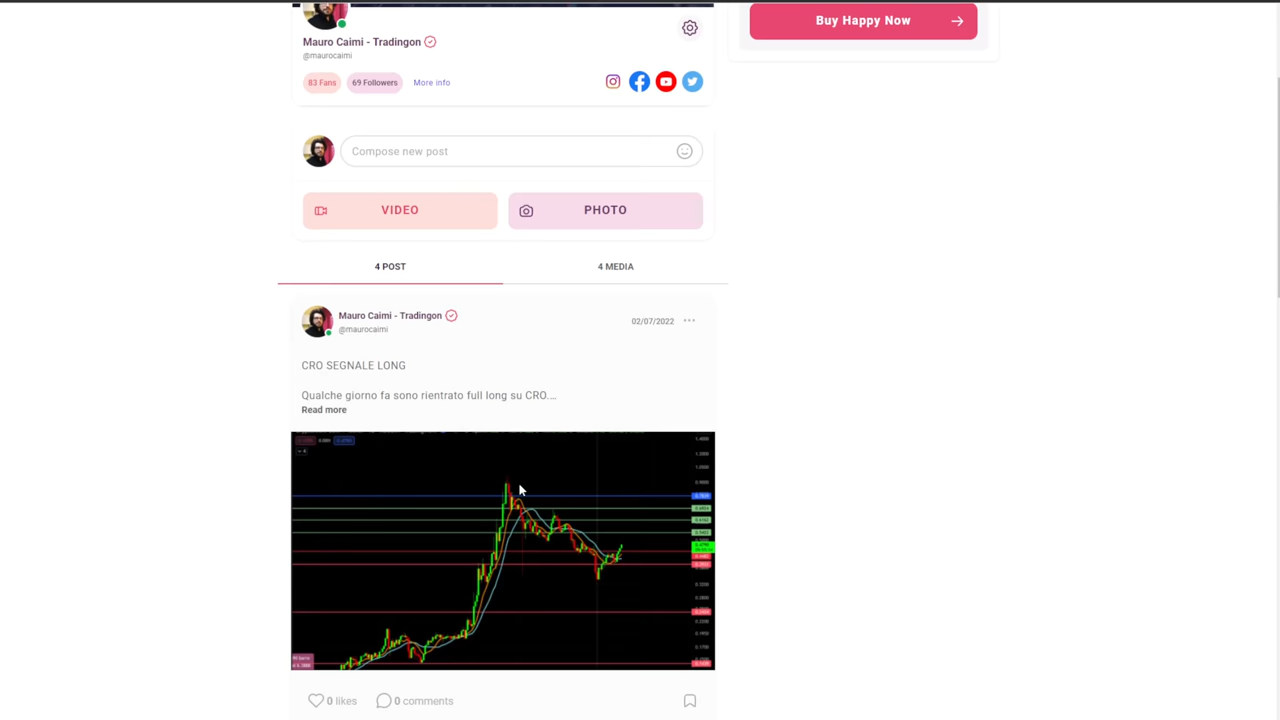 Buy Happy Now
Mauro Caimi - Tradingon
@maurocaimi
83 Fans
69 Followers
More info
Compose new post
VIDEO
PHOTO
4 POST
4 MEDIA
Mauro Caimi - Tradingon
@maurocaimi
02/07/2022
CRO SEGNALE LONG
Qualche giorno fa sono rientrato full long su CRO....
Read more
0 likes
0 comments